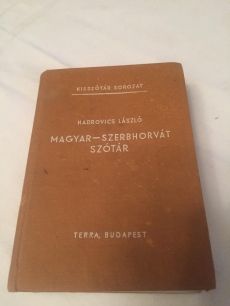 KISSZÓTÁR SOROZAT
HADROVICS LÁSZLÓ
MAGYAR—SZERBHORVÁT
SZÓTÁR
TERRA, BUDAPEST